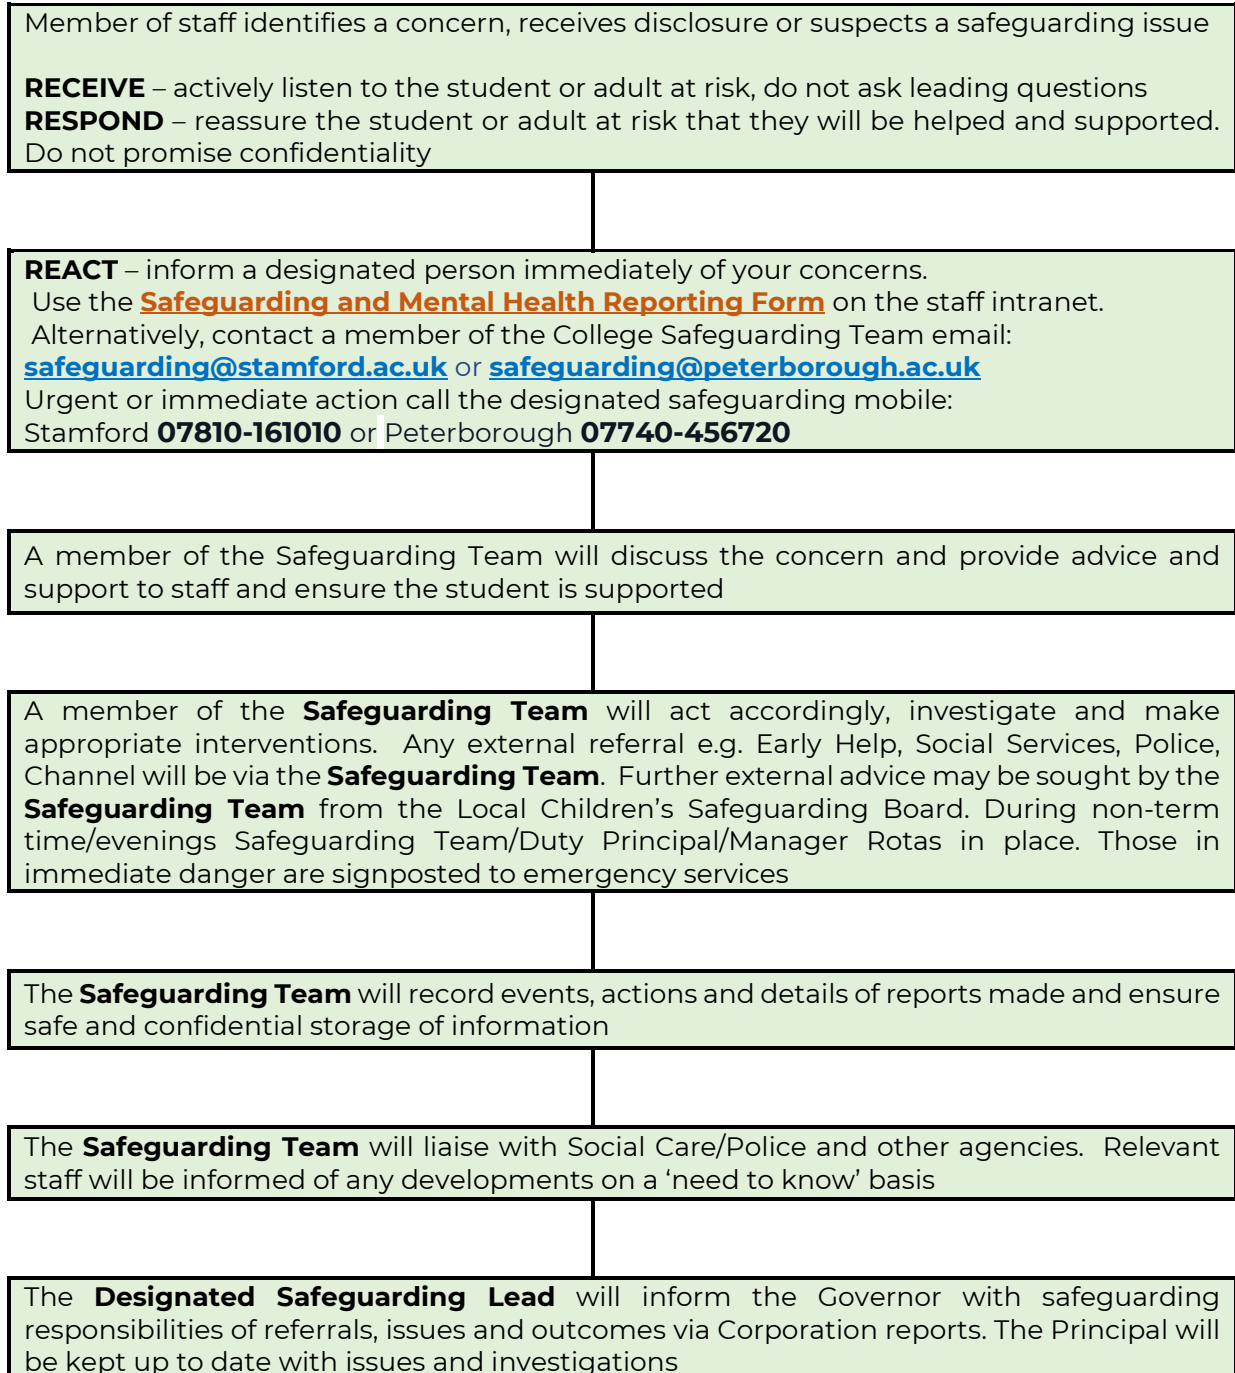 Member of staff identifies a concern, receives disclosure or suspects a safeguarding issue
RECEIVE – actively listen to the student or adult at risk, do not ask leading questions
RESPOND – reassure the student or adult at risk that they will be helped and supported.
Do not promise confidentiality
REACT – inform a designated person immediately of your concerns.
Use the Safeguarding and Mental Health Reporting Form on the staff intranet.
Alternatively, contact a member of the College Safeguarding Team email:
safeguarding@stamford.ac.uk or safeguarding@peterborough.ac.uk
Urgent or immediate action call the designated safeguarding mobile:
Stamford 07810-161010 or Peterborough 07740-456720
A member of the Safeguarding Team will discuss the concern and provide advice and
support to staff and ensure the student is supported
A member of the Safeguarding Team will act accordingly, investigate and make
appropriate interventions. Any external referral e.g. Early Help, Social Services, Police,
Channel will be via the Safeguarding Team. Further external advice may be sought by the
Safeguarding Team from the Local Children’s Safeguarding Board. During non-term
time/evenings Safeguarding Team/Duty Principal/Manager Rotas in place. Those in
immediate danger are signposted to emergency services
The Safeguarding Team will record events, actions and details of reports made and ensure
safe and confidential storage of information
The Safeguarding Team will liaise with Social Care/Police and other agencies. Relevant
staff will be informed of any developments on a ‘need to know’ basis
The Designated Safeguarding Lead will inform the Governor with safeguarding
responsibilities of referrals, issues and outcomes via Corporation reports. The Principal will
be kept up to date with issues and investigations